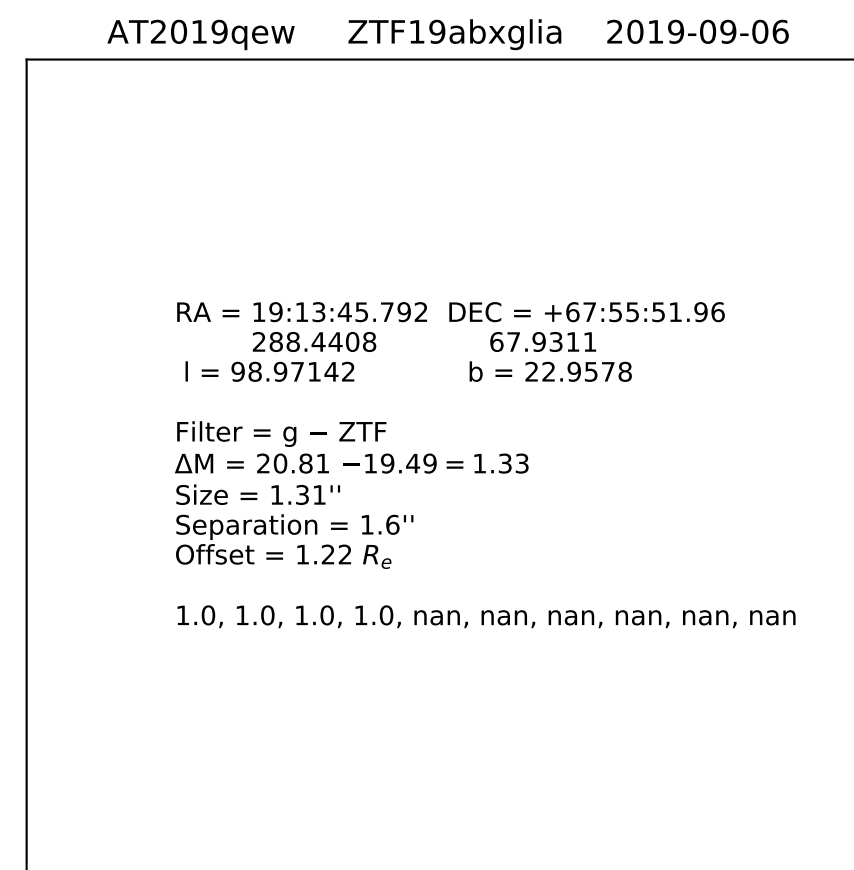 AT2019qew ZTF19abxglia 2019-09-06
RA = 19:13:45.792 DEC = +67:55:51.96
288.4408 67.9311
l = 98.97142 b = 22.9578
Filter = g − ZTF
ΔM = 20.81 −19.49 = 1.33
Size = 1.31''
Separation = 1.6''
Offset = 1.22 Rₑ
1.0, 1.0, 1.0, 1.0, nan, nan, nan, nan, nan, nan